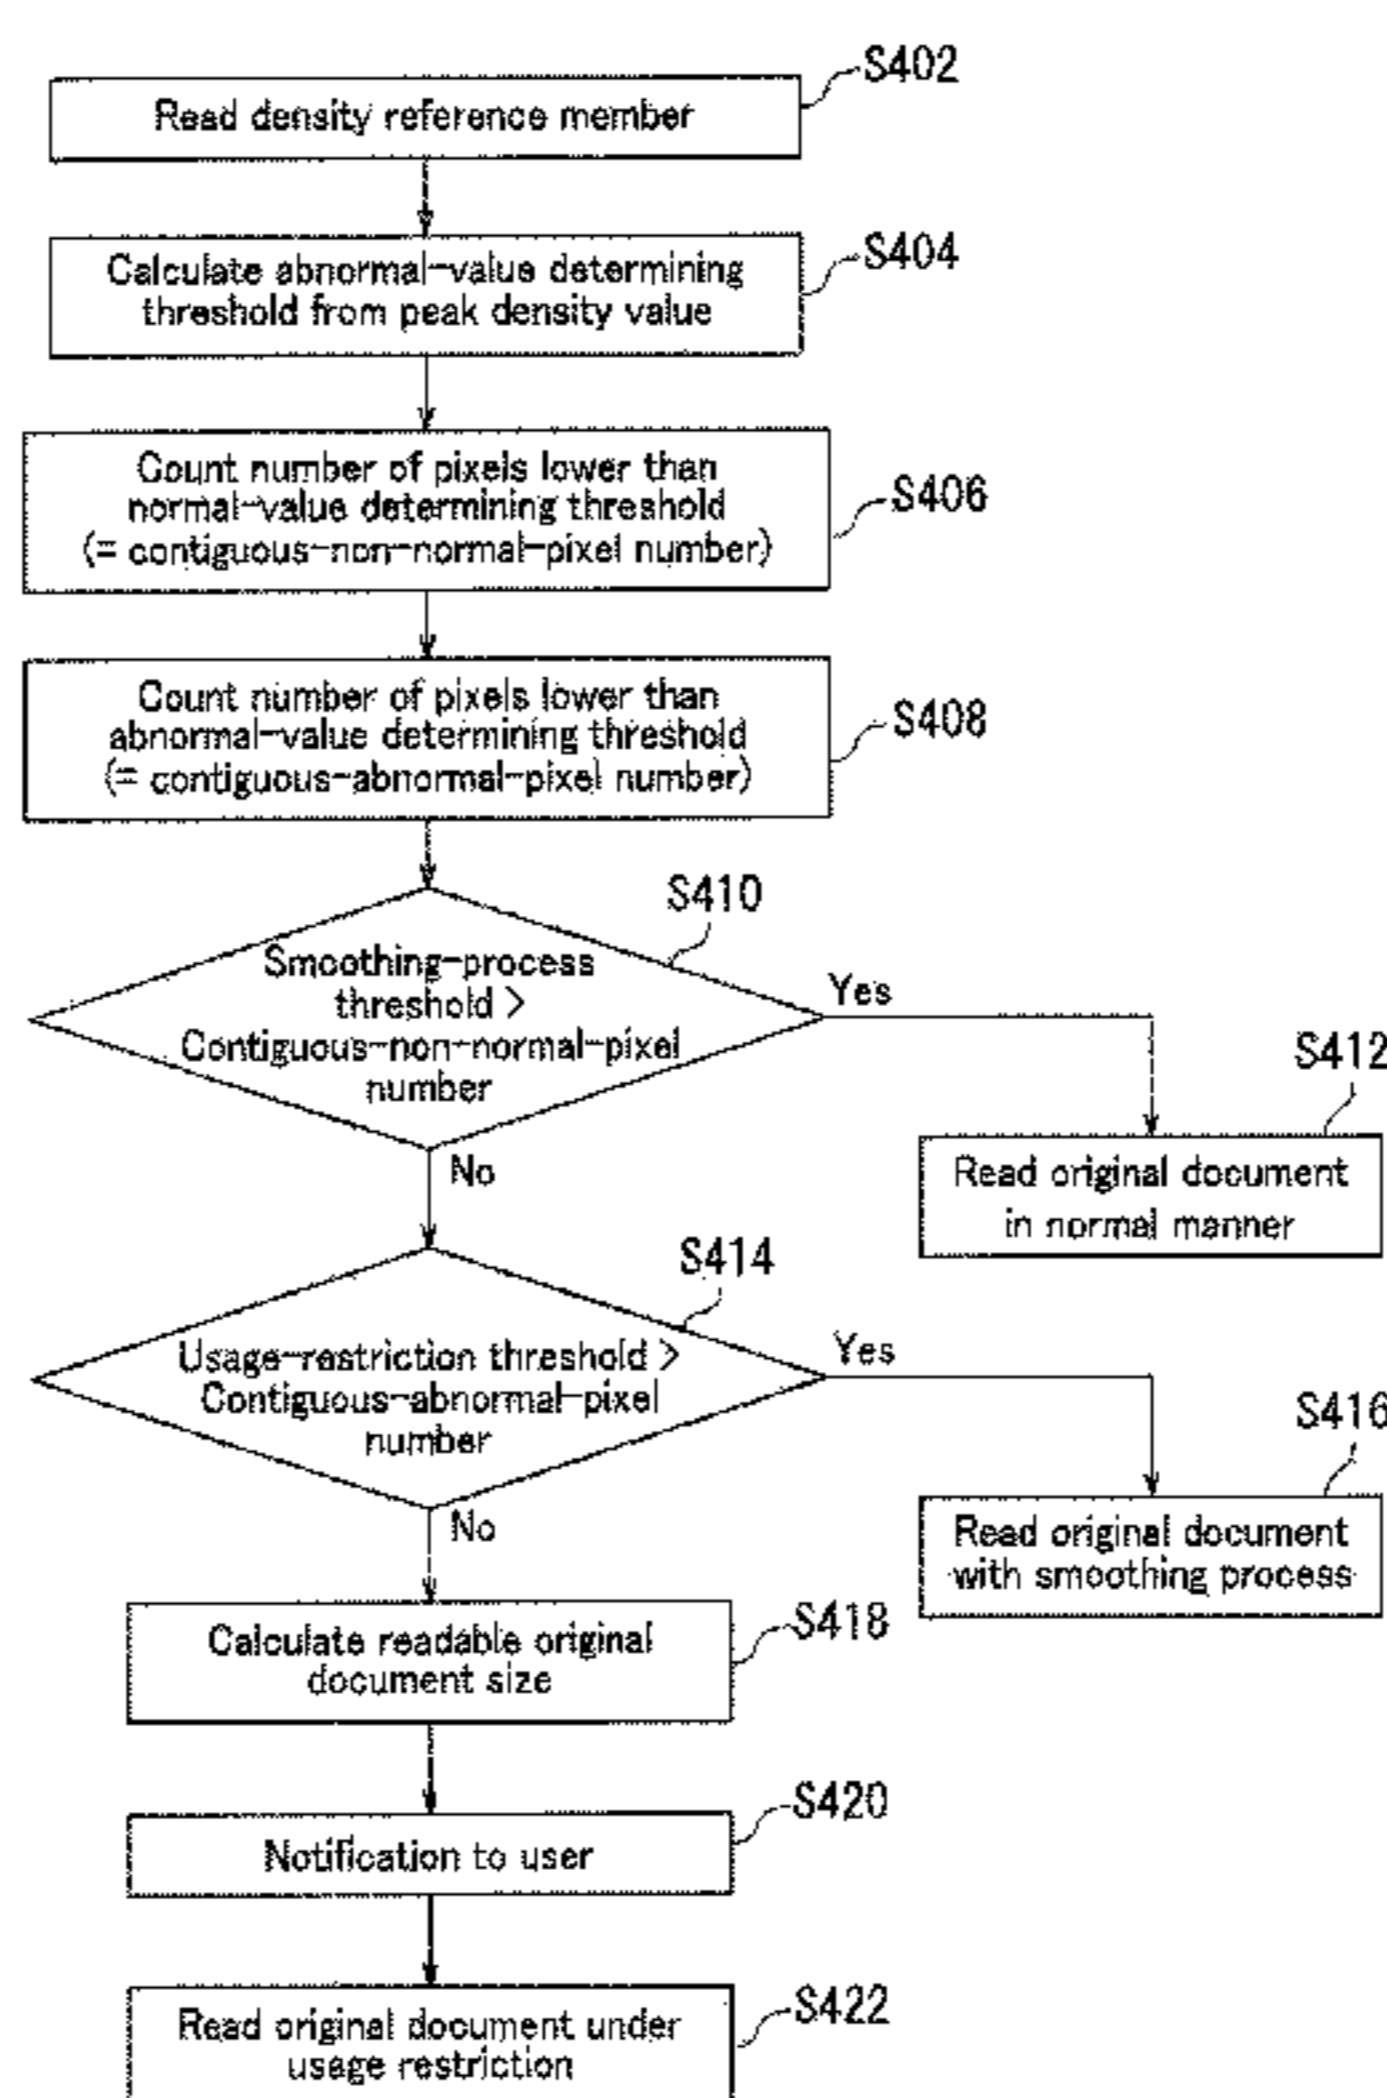 S402
Read density reference member
S404
Calculate abnormal-value determining
threshold from peak density value
Count number of pixels lower than
normal-value determining threshold
(= contiguous-non-normal-pixel number)
S406
Count number of pixels lower than
abnormal-value determining threshold
(= contiguous-abnormal-pixel number)
S408
S410
Smoothing-process
threshold >
Contiguous-non-normal-pixel
number
Yes
No
S412
Read original document
in normal manner
S414
Usage-restriction threshold >
Contiguous-abnormal-pixel
number
Yes
No
S416
Read original document
with smoothing process
S418
Calculate readable original
document size
S420
Notification to user
S422
Read original document under
usage restriction